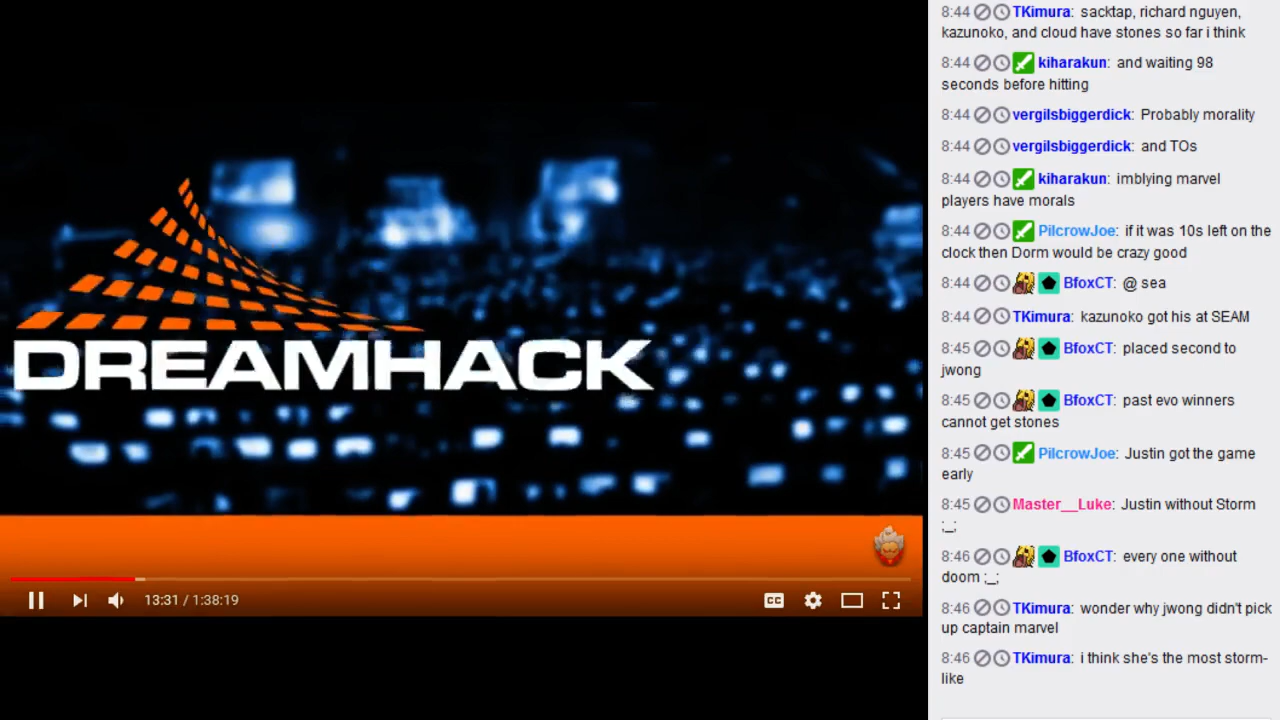 DREAMHACK
13:31 / 1:38:19
CC
8:44 TKimura: sacktap, richard nguyen,
kazunoko, and cloud have stones so far i think
8:44 kiharakun: and waiting 98
seconds before hitting
8:44 vergilsbiggerdick: Probably morality
8:44 vergilsbiggerdick: and TOs
8:44 kiharakun: imblying marvel
players have morals
8:44 PilcrowJoe: if it was 10s left on the
clock then Dorm would be crazy good
8:44 BfoxCT: @ sea
8:44 TKimura: kazunoko got his at SEAM
8:45 BfoxCT: placed second to
jwong
8:45 BfoxCT: past evo winners
cannot get stones
8:45 PilcrowJoe: Justin got the game
early
8:45 Master__Luke: Justin without Storm
;_;
8:46 BfoxCT: every one without
doom ;_;
8:46 TKimura: wonder why jwong didn't pick
up captain marvel
8:46 TKimura: i think she's the most storm-
like